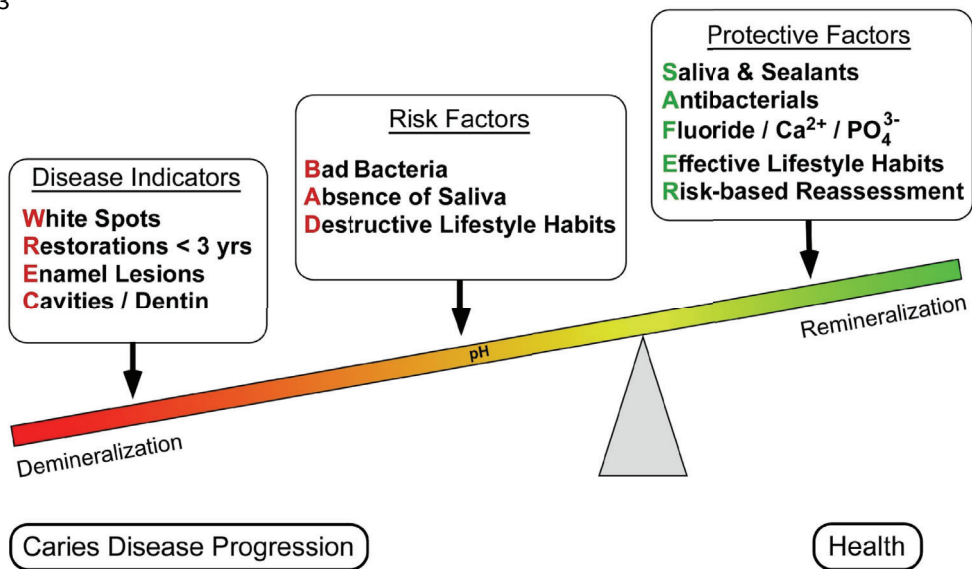 3
Protective Factors
Saliva & Sealants
Antibacterials
Fluoride / Ca²⁺ / PO₄³⁻
Effective Lifestyle Habits
Risk-based Reassessment
Risk Factors
Bad Bacteria
Absence of Saliva
Destructive Lifestyle Habits
Disease Indicators
White Spots
Restorations < 3 yrs
Enamel Lesions
Cavities / Dentin
Remineralization
pH
Demineralization
Caries Disease Progression
Health